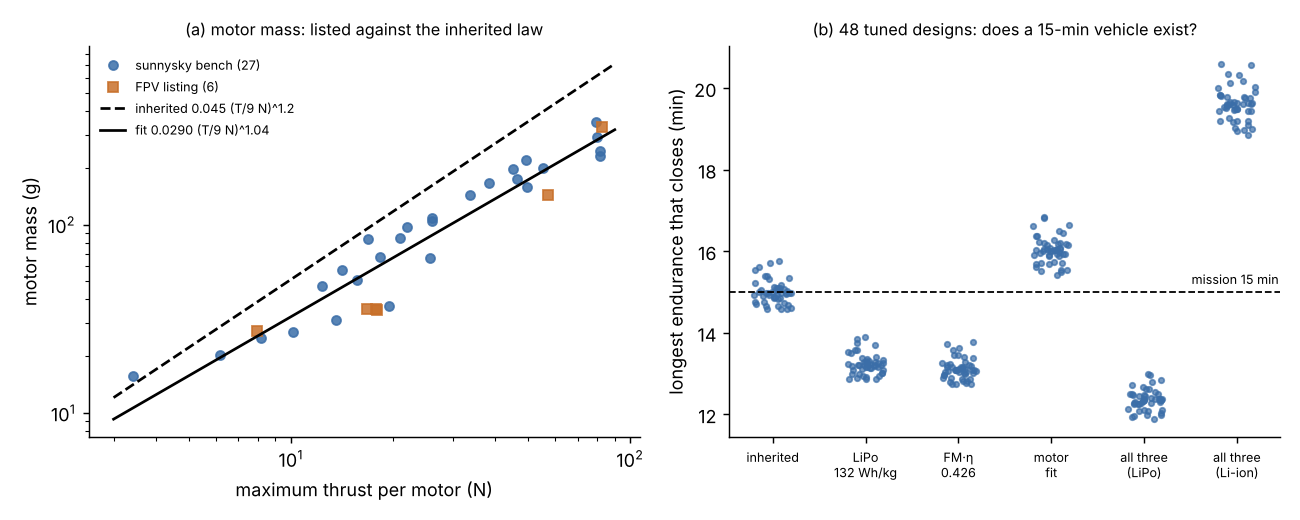 (a) motor mass: listed against the inherited law
sunnysky bench (27)
FPV listing (6)
inherited 0.045 (T/9 N)^1.2
fit 0.0290 (T/9 N)^1.04
motor mass (g)
10²
10¹
10¹
10²
maximum thrust per motor (N)
(b) 48 tuned designs: does a 15-min vehicle exist?
longest endurance that closes (min)
20
18
16
14
12
mission 15 min
inherited
LiPo
132 Wh/kg
FM·η
0.426
motor
fit
all three
(LiPo)
all three
(Li-ion)